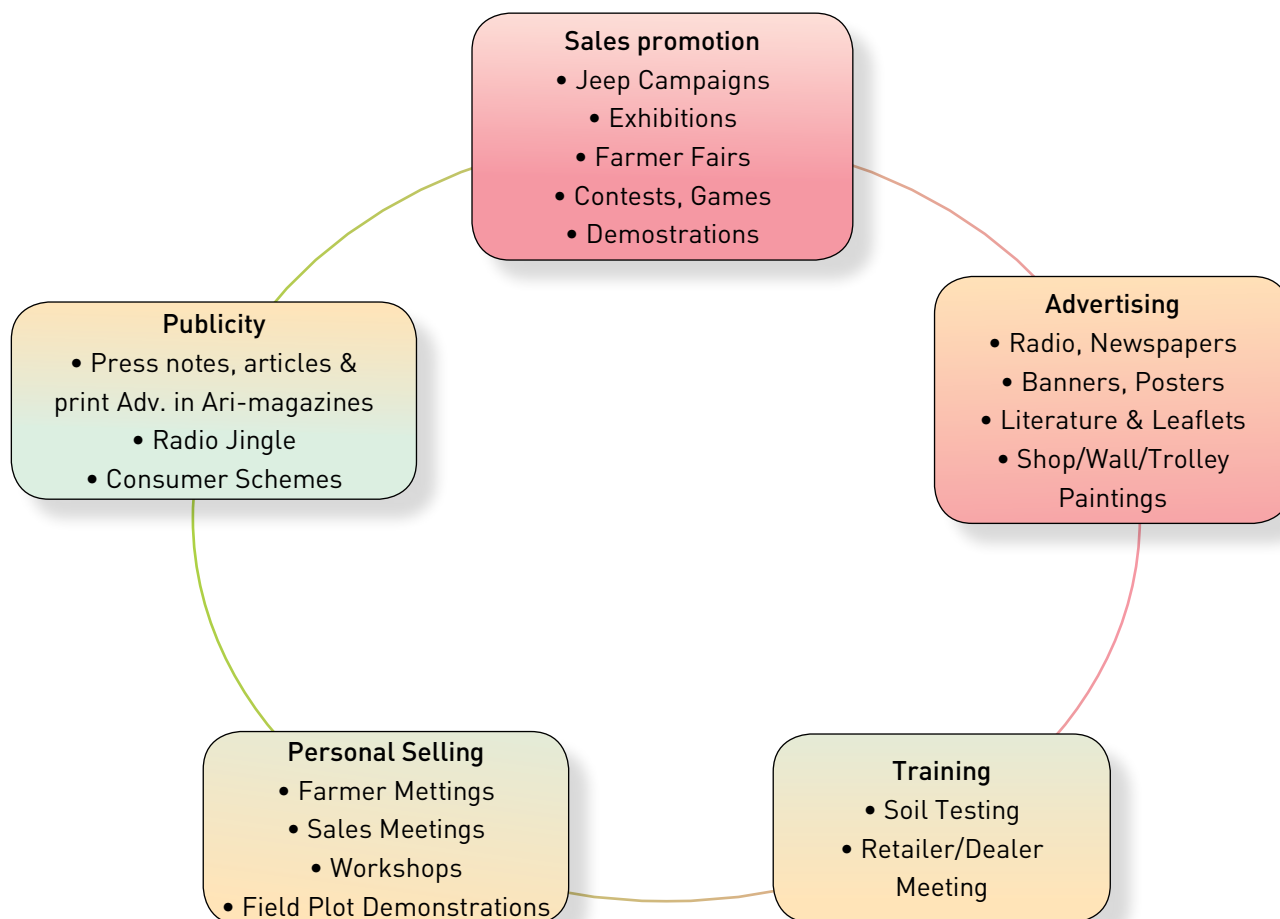 Sales promotion
• Jeep Campaigns
• Exhibitions
• Farmer Fairs
• Contests, Games
• Demostrations
Advertising
• Radio, Newspapers
• Banners, Posters
• Literature & Leaflets
• Shop/Wall/Trolley
Paintings
Publicity
• Press notes, articles &
print Adv. in Ari-magazines
• Radio Jingle
• Consumer Schemes
Personal Selling
• Farmer Mettings
• Sales Meetings
• Workshops
• Field Plot Demonstrations
Training
• Soil Testing
• Retailer/Dealer
Meeting